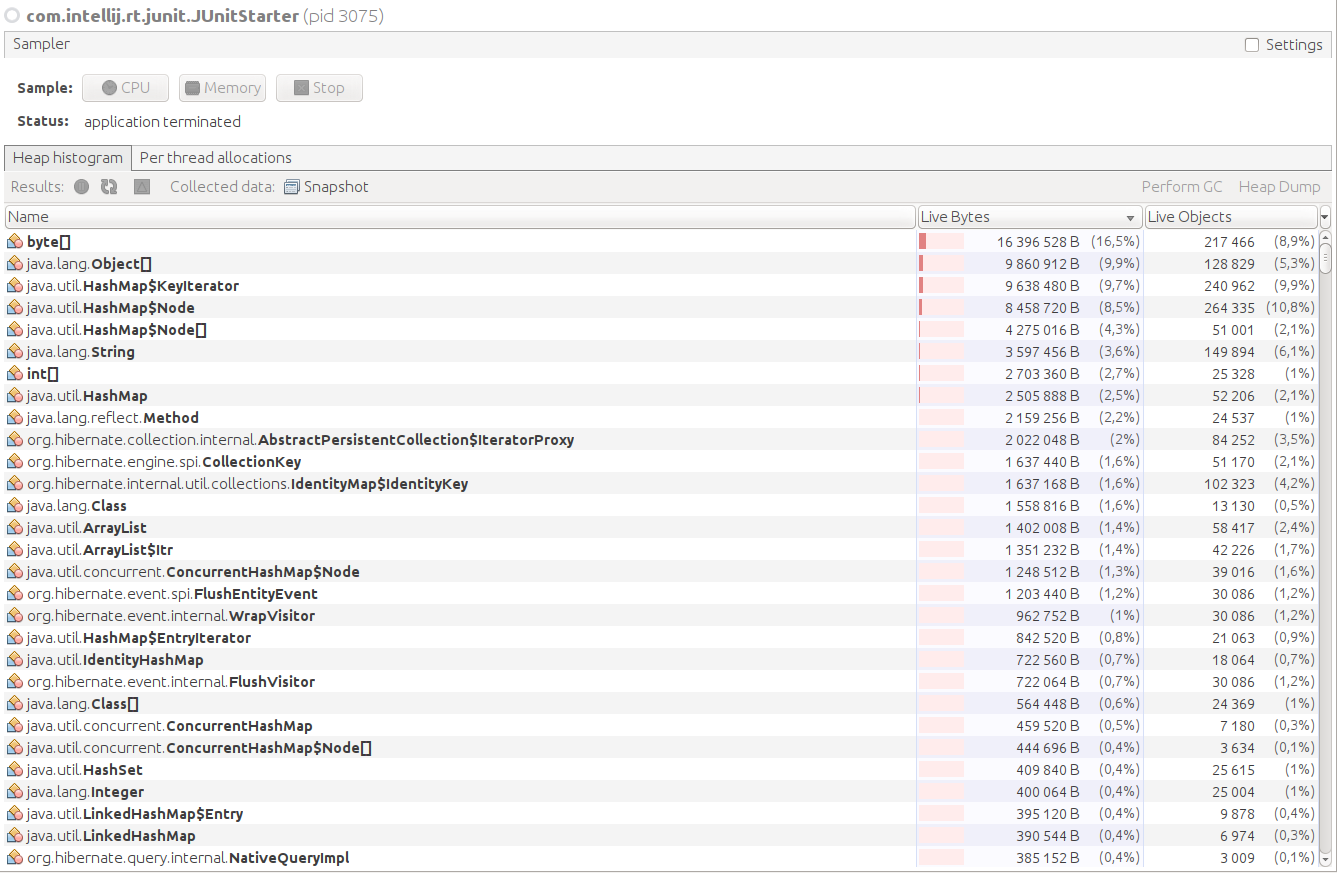 com.intellij.rt.junit.JUnitStarter (pid 3075)
Sampler Settings
Sample: CPU Memory Stop
Status: application terminated
Heap histogram Per thread allocations
Results: Collected data: Snapshot Perform GC Heap Dump
Name Live Bytes Live Objects
byte[] 16 396 528 B (16,5%) 217 466 (8,9%)
java.lang.Object[] 9 860 912 B (9,9%) 128 829 (5,3%)
java.util.HashMap$KeyIterator 9 638 480 B (9,7%) 240 962 (9,9%)
java.util.HashMap$Node 8 458 720 B (8,5%) 264 335 (10,8%)
java.util.HashMap$Node[] 4 275 016 B (4,3%) 51 001 (2,1%)
java.lang.String 3 597 456 B (3,6%) 149 894 (6,1%)
int[] 2 703 360 B (2,7%) 25 328 (1%)
java.util.HashMap 2 505 888 B (2,5%) 52 206 (2,1%)
java.lang.reflect.Method 2 159 256 B (2,2%) 24 537 (1%)
org.hibernate.collection.internal.AbstractPersistentCollection$IteratorProxy 2 022 048 B (2%) 84 252 (3,5%)
org.hibernate.engine.spi.CollectionKey 1 637 440 B (1,6%) 51 170 (2,1%)
org.hibernate.internal.util.collections.IdentityMap$IdentityKey 1 637 168 B (1,6%) 102 323 (4,2%)
java.lang.Class 1 558 816 B (1,6%) 13 130 (0,5%)
java.util.ArrayList 1 402 008 B (1,4%) 58 417 (2,4%)
java.util.ArrayList$Itr 1 351 232 B (1,4%) 42 226 (1,7%)
java.util.concurrent.ConcurrentHashMap$Node 1 248 512 B (1,3%) 39 016 (1,6%)
org.hibernate.event.spi.FlushEntityEvent 1 203 440 B (1,2%) 30 086 (1,2%)
org.hibernate.event.internal.WrapVisitor 962 752 B (1%) 30 086 (1,2%)
java.util.HashMap$EntryIterator 842 520 B (0,8%) 21 063 (0,9%)
java.util.IdentityHashMap 722 560 B (0,7%) 18 064 (0,7%)
org.hibernate.event.internal.FlushVisitor 722 064 B (0,7%) 30 086 (1,2%)
java.lang.Class[] 564 448 B (0,6%) 24 369 (1%)
java.util.concurrent.ConcurrentHashMap 459 520 B (0,5%) 7 180 (0,3%)
java.util.concurrent.ConcurrentHashMap$Node[] 444 696 B (0,4%) 3 634 (0,1%)
java.util.HashSet 409 840 B (0,4%) 25 615 (1%)
java.lang.Integer 400 064 B (0,4%) 25 004 (1%)
java.util.LinkedHashMap$Entry 395 120 B (0,4%) 9 878 (0,4%)
java.util.LinkedHashMap 390 544 B (0,4%) 6 974 (0,3%)
org.hibernate.query.internal.NativeQueryImpl 385 152 B (0,4%) 3 009 (0,1%)